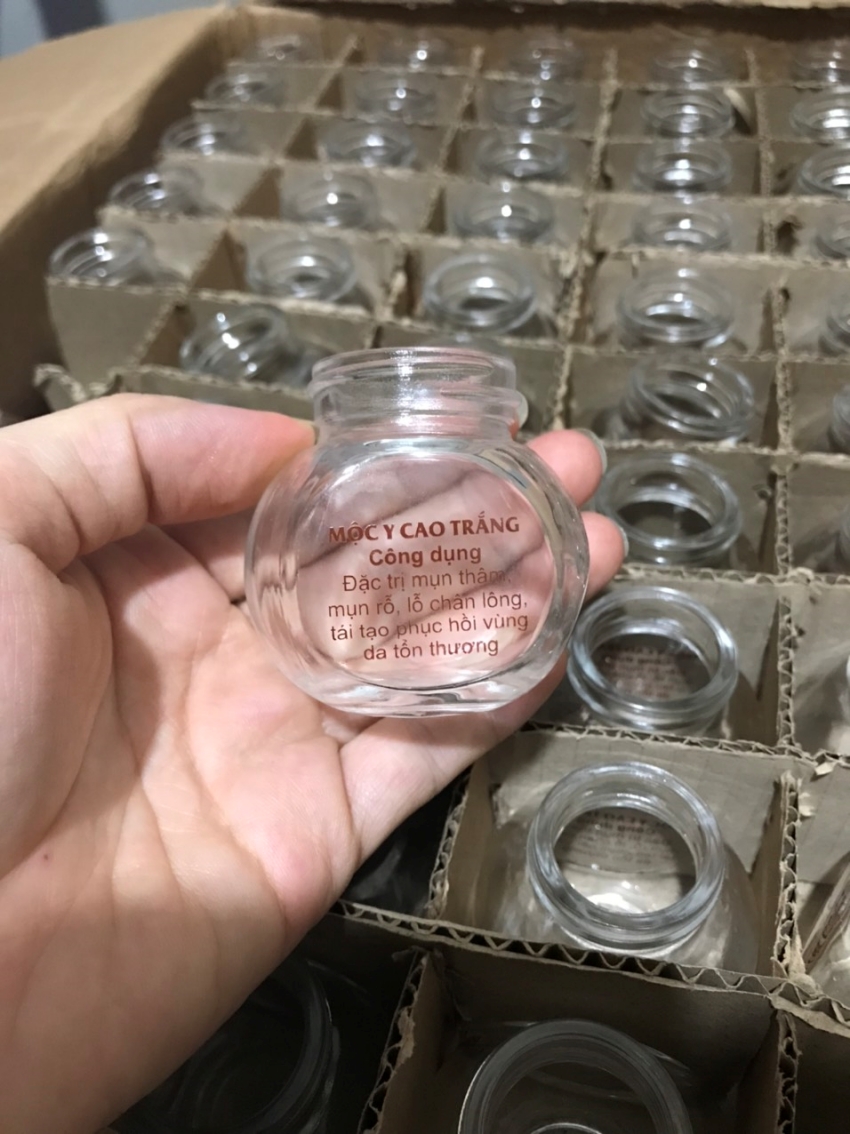 MỘC Y CAO TRẮNG
Công dụng
Đặc trị mụn thâm,
mụn rỗ, lỗ chân lông,
tái tạo phục hồi vùng
da tổn thương